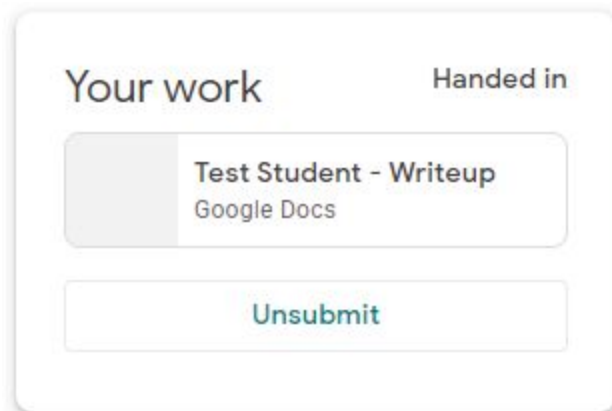 Your work
Handed in
Test Student - Writeup
Google Docs
Unsubmit